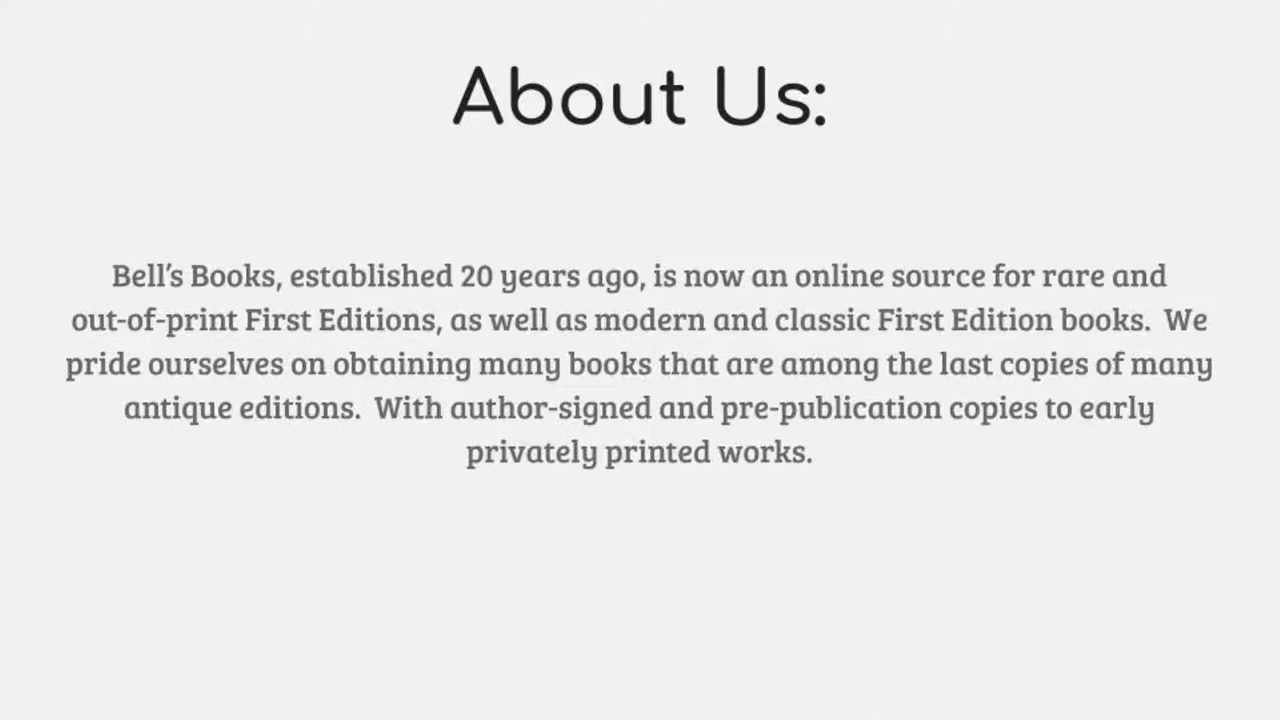 About Us:
Bell's Books, established 20 years ago, is now an online source for rare and
out-of-print First Editions, as well as modern and classic First Edition books.  We
pride ourselves on obtaining many books that are among the last copies of many
antique editions.  With author-signed and pre-publication copies to early
privately printed works.